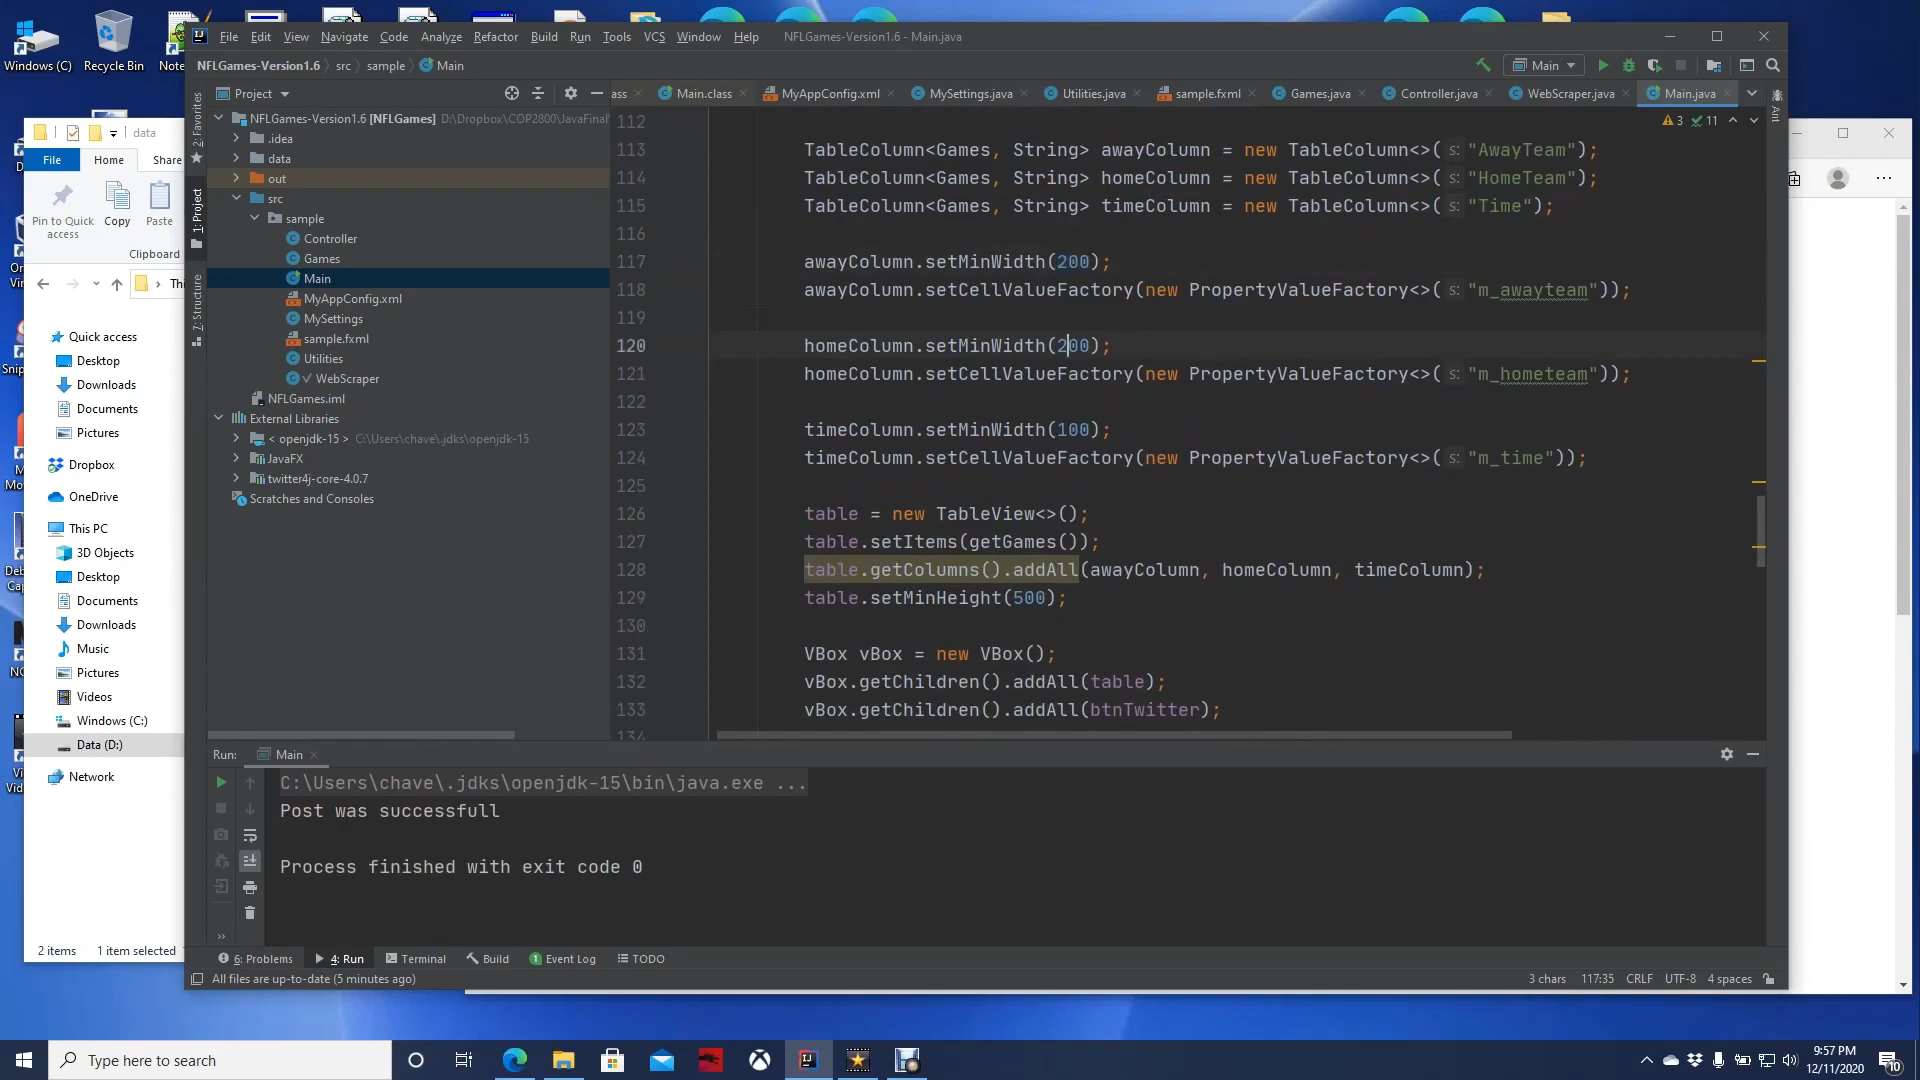 Windows (C)
Recycle Bin
File Edit View Navigate Code Analyze Refactor Build Run Tools VCS Window Help NFLGames-Version1.6 - Main.java
NFLGames-Version1.6 src sample Main
Main
Project
Main.class MyAppConfig.xml MySettings.java Utilities.java sample.fxml Games.java Controller.java WebScraper.java Main.java
NFLGames-Version1.6 [NFLGames]
.idea
data
out
src
sample
Controller
Games
Main
MyAppConfig.xml
MySettings
sample.fxml
Utilities
WebScraper
NFLGames.iml
External Libraries
< openjdk-15 > C:\Users\chave\.jdks\openjdk-15
JavaFX
twitter4j-core-4.0.7
Scratches and Consoles
2: Favorites
1: Project
7: Structure
Ant
3 11
112
113 TableColumn<Games, String> awayColumn = new TableColumn<>( s: "AwayTeam");
114 TableColumn<Games, String> homeColumn = new TableColumn<>( s: "HomeTeam");
115 TableColumn<Games, String> timeColumn = new TableColumn<>( s: "Time");
116
117 awayColumn.setMinWidth(200);
118 awayColumn.setCellValueFactory(new PropertyValueFactory<>( s: "m_awayteam"));
119
120 homeColumn.setMinWidth(200);
121 homeColumn.setCellValueFactory(new PropertyValueFactory<>( s: "m_hometeam"));
122
123 timeColumn.setMinWidth(100);
124 timeColumn.setCellValueFactory(new PropertyValueFactory<>( s: "m_time"));
125
126 table = new TableView<>();
127 table.setItems(getGames());
128 table.getColumns().addAll(awayColumn, homeColumn, timeColumn);
129 table.setMinHeight(500);
130
131 VBox vBox = new VBox();
132 vBox.getChildren().addAll(table);
133 vBox.getChildren().addAll(btnTwitter);
134
Run: Main
C:\Users\chave\.jdks\openjdk-15\bin\java.exe ...
Post was successfull
Process finished with exit code 0
6: Problems 4: Run Terminal Build 1 Event Log TODO
All files are up-to-date (5 minutes ago) 3 chars 117:35 CRLF UTF-8 4 spaces
data
File Home Share
Pin to Quick access
Copy
Paste
Clipboard
Quick access
Desktop
Downloads
Documents
Pictures
Dropbox
OneDrive
This PC
3D Objects
Desktop
Documents
Downloads
Music
Pictures
Videos
Windows (C:)
Data (D:)
Network
2 items 1 item selected
Type here to search
9:57 PM
12/11/2020
10